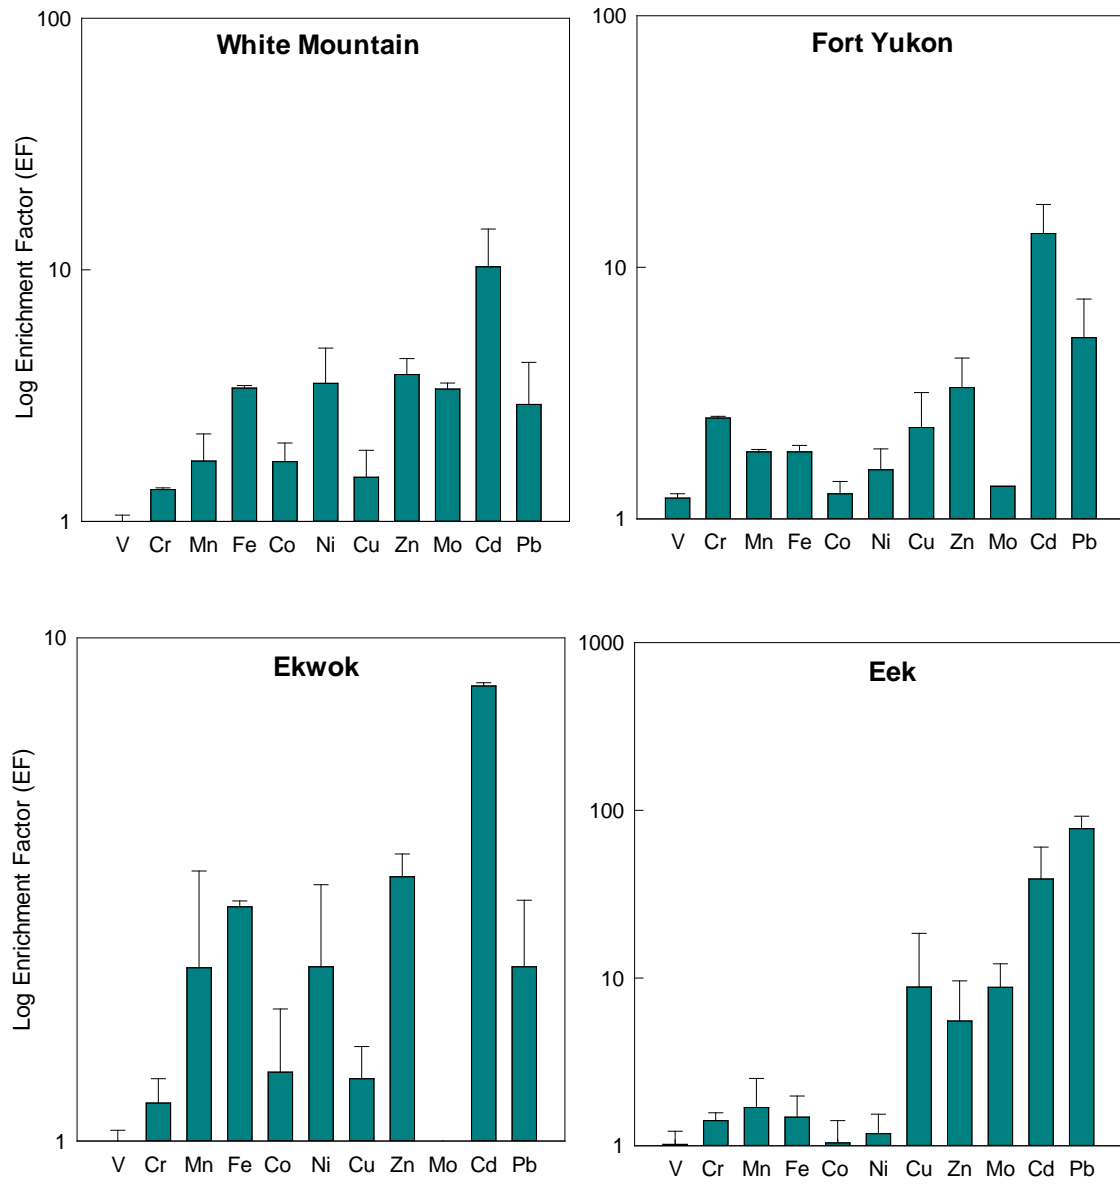 White Mountain
Log Enrichment Factor (EF)
100
10
1
V Cr Mn Fe Co Ni Cu Zn Mo Cd Pb
Fort Yukon
100
10
1
V Cr Mn Fe Co Ni Cu Zn Mo Cd Pb
Ekwok
Log Enrichment Factor (EF)
10
1
V Cr Mn Fe Co Ni Cu Zn Mo Cd Pb
Eek
1000
100
10
1
V Cr Mn Fe Co Ni Cu Zn Mo Cd Pb